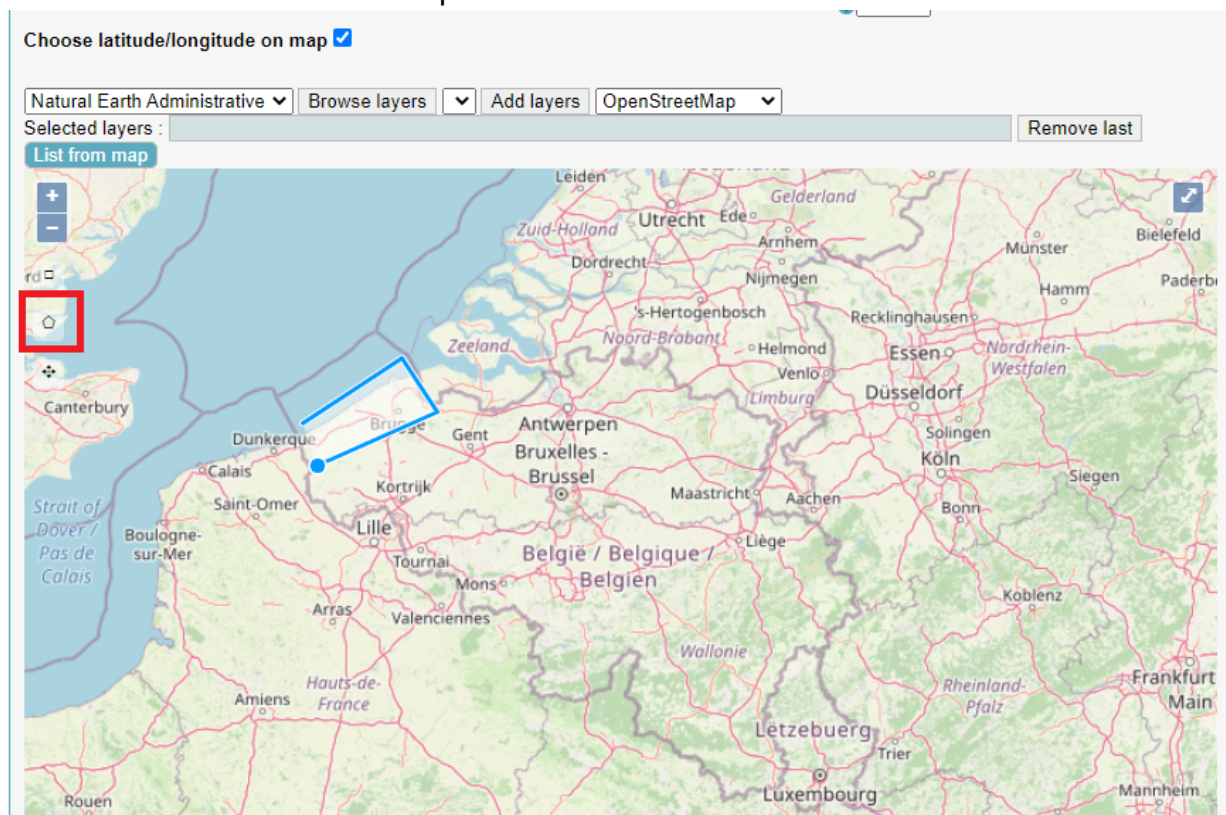 Choose latitude/longitude on map
Natural Earth Administrative Browse layers Add layers OpenStreetMap
Selected layers : Remove last
List from map
+
−
Leiden
Gelderland
Utrecht Ede
Zuid-Holland
Arnhem
Münster
Bielefeld
Dordrecht
Nijmegen
Hamm
Paderb
's-Hertogenbosch
Recklinghausen
Zeeland
Noord-Brabant
Helmond
Essen
Nordrhein-
Westfalen
Venlo
Limburg
Düsseldorf
Canterbury
Brugge
Gent
Antwerpen
Solingen
Dunkerque
Bruxelles -
Brussel
Köln
Calais
Kortrijk
Maastricht
Aachen
Siegen
Saint-Omer
Bonn
Strait of
Dover /
Pas de
Calais
Boulogne-
sur-Mer
Lille
Liège
Tournai
België / Belgique /
Belgien
Mons
Koblenz
Arras
Valenciennes
Wallonie
Frankfurt
Main
Hauts-de-
France
Amiens
Rheinland-
Pfalz
Lëtzebuerg
Trier
Luxembourg
Mannheim
Rouen